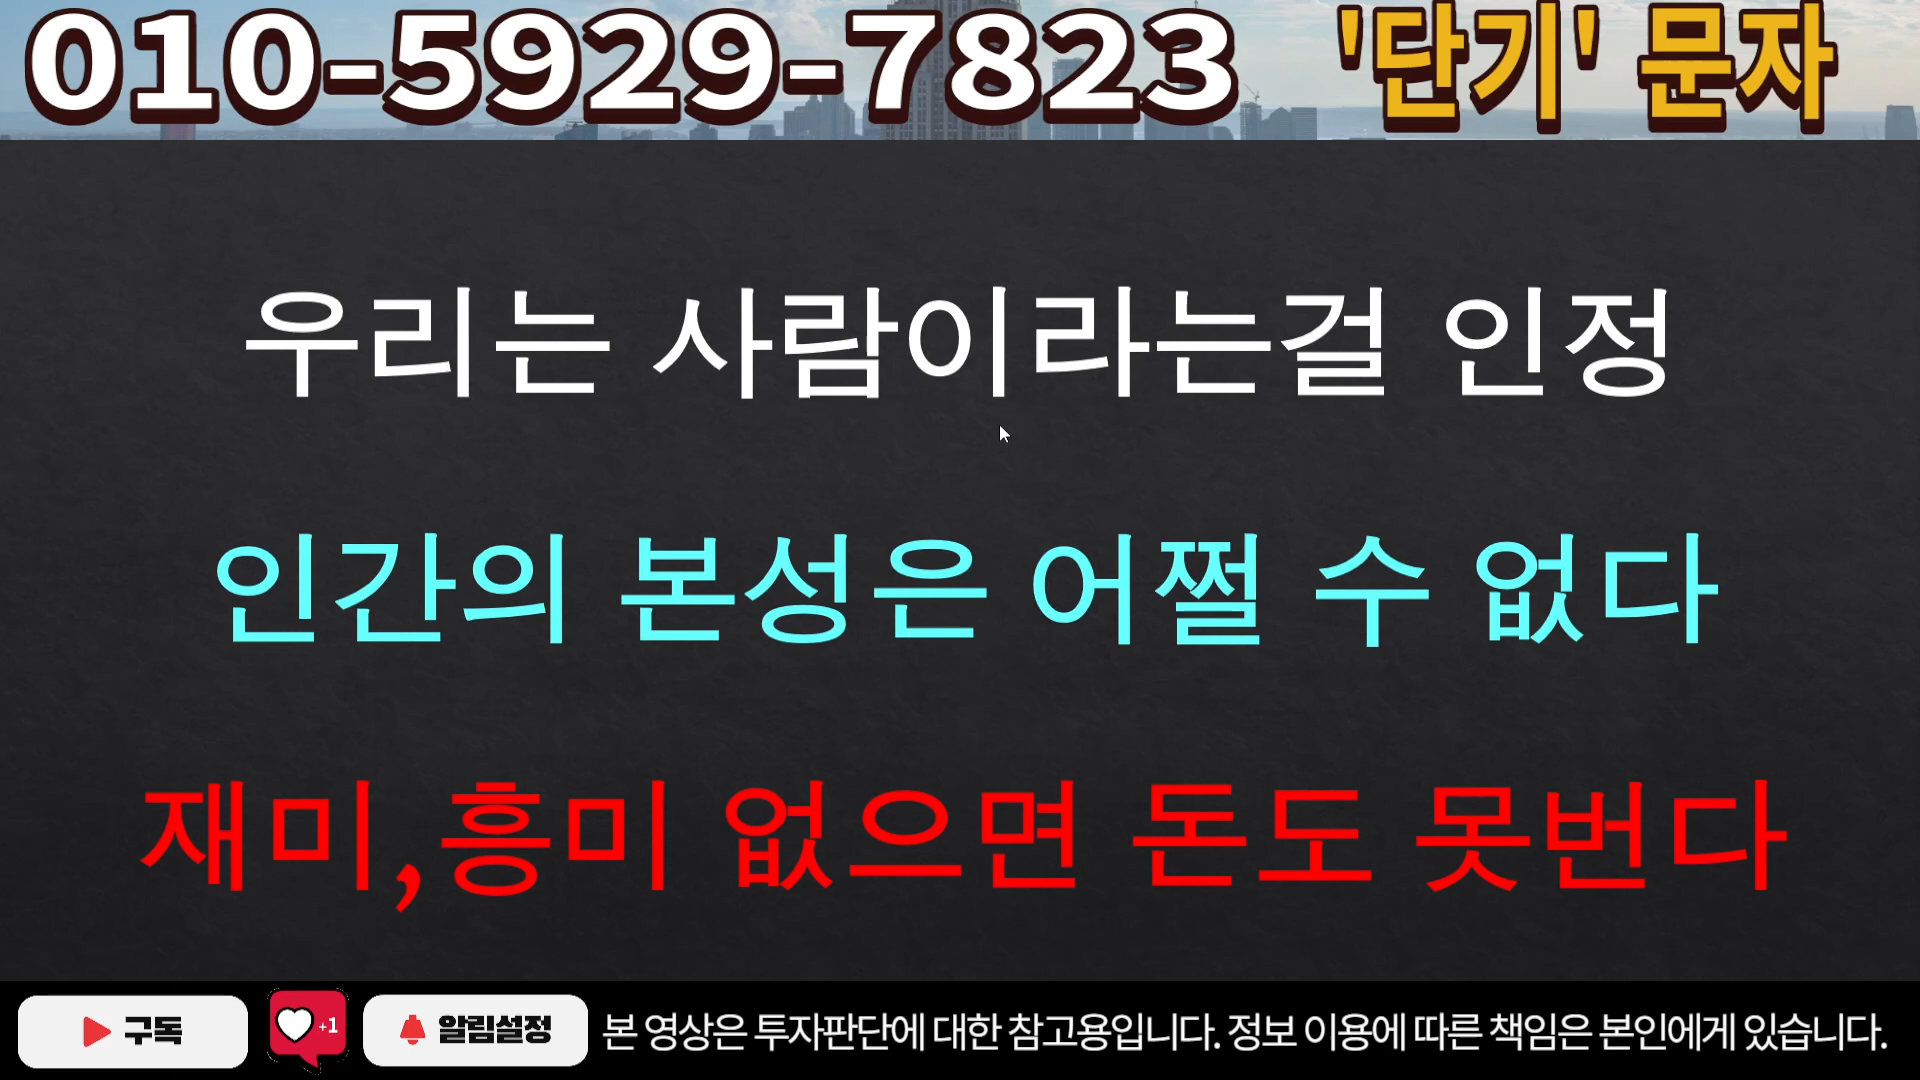 010-5929-7823 '단기' 문자
우리는 사람이라는걸 인정
인간의 본성은 어쩔 수 없다
재미,흥미 없으면 돈도 못번다
구독 +1 알림설정 본 영상은 투자판단에 대한 참고용입니다. 정보 이용에 따른 책임은 본인에게 있습니다.